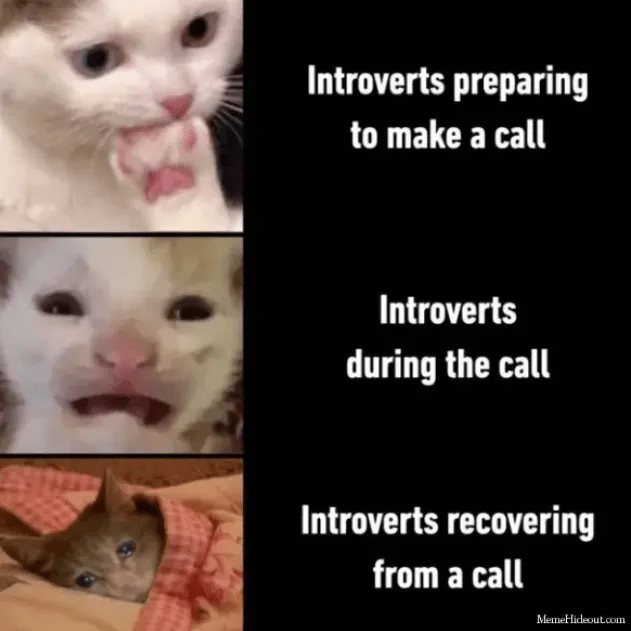 Introverts preparing
to make a call
Introverts
during the call
Introverts recovering
from a call
MemeHideout.com